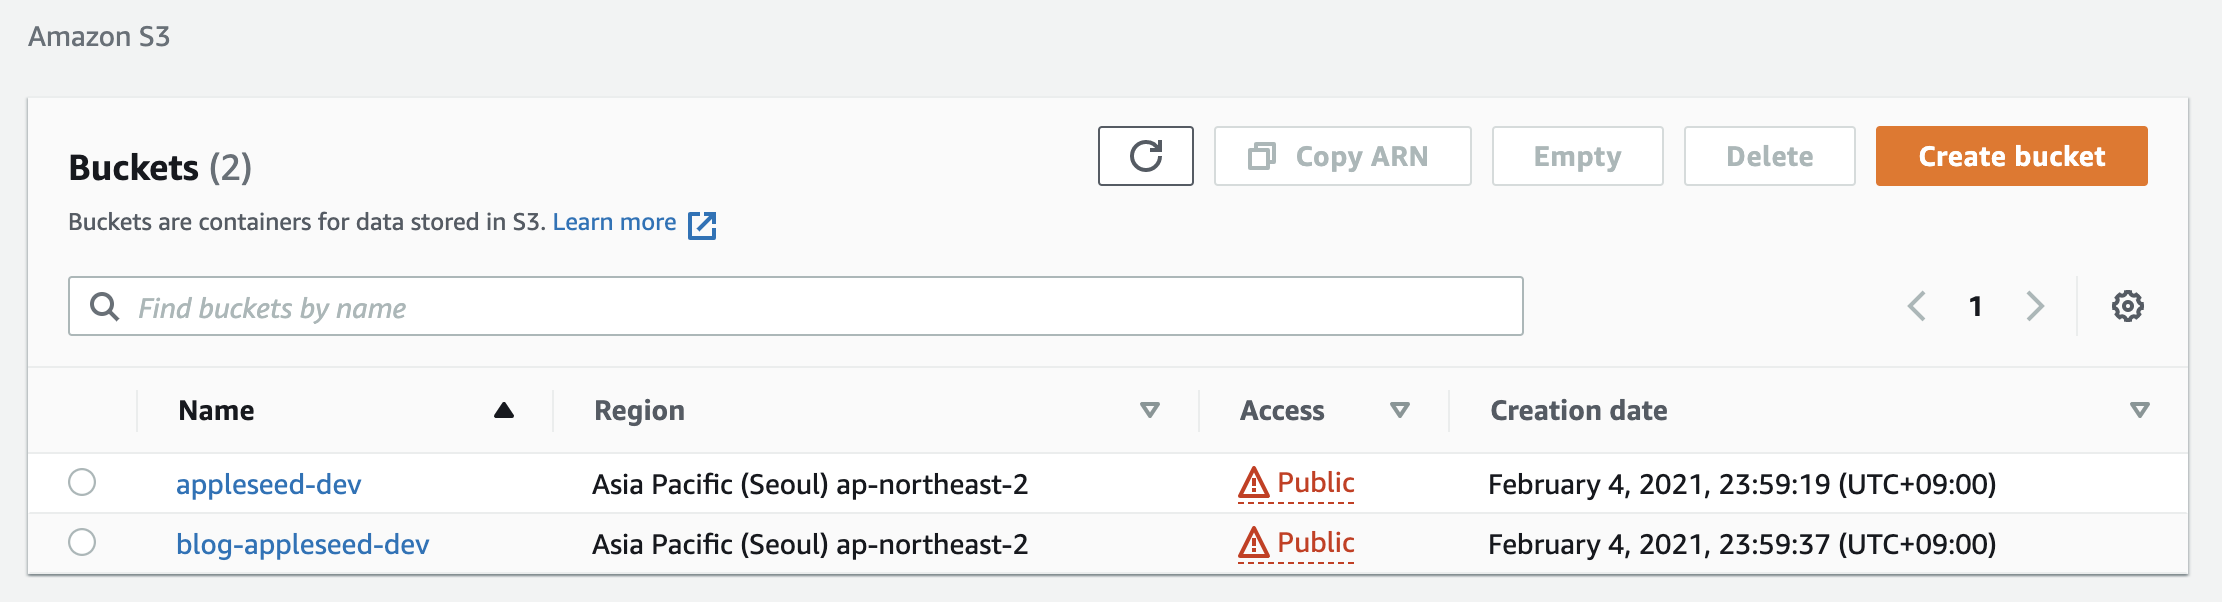 Amazon S3
Buckets (2)
Copy ARN
Empty
Delete
Create bucket
Buckets are containers for data stored in S3. Learn more
Find buckets by name
1
Name Region Access Creation date
appleseed-dev Asia Pacific (Seoul) ap-northeast-2 Public February 4, 2021, 23:59:19 (UTC+09:00)
blog-appleseed-dev Asia Pacific (Seoul) ap-northeast-2 Public February 4, 2021, 23:59:37 (UTC+09:00)